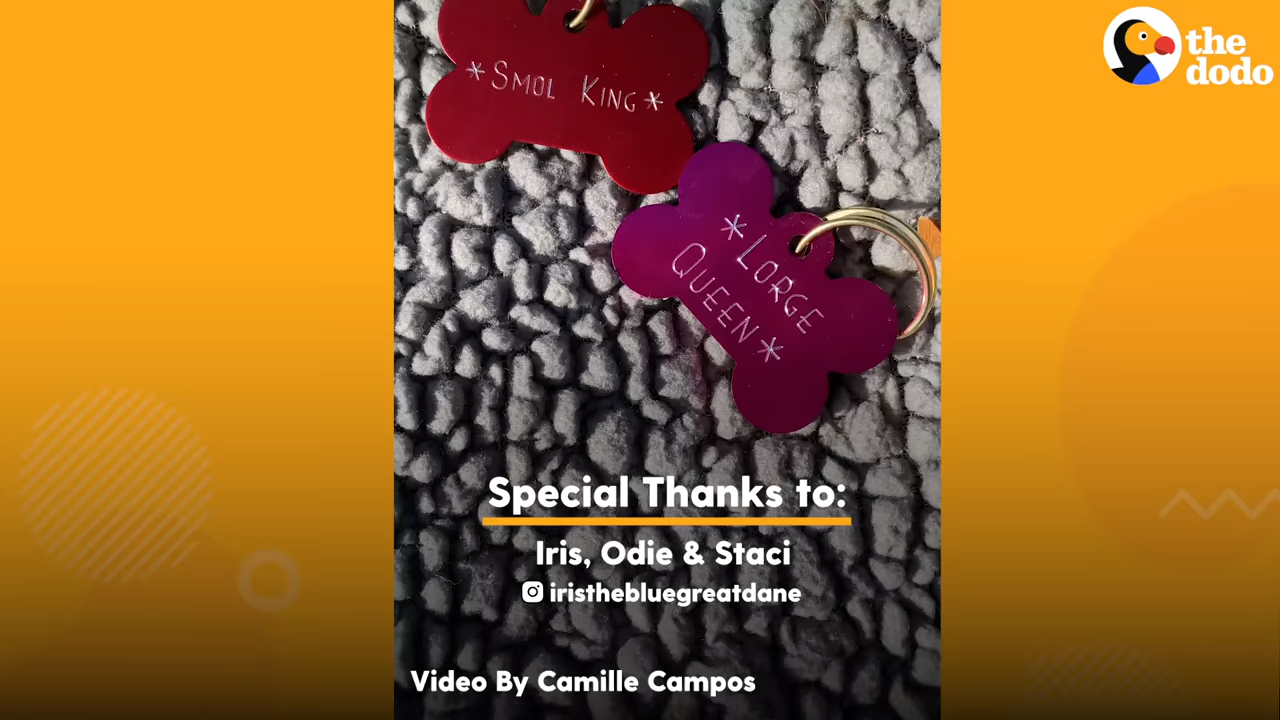 the
dodo
*SMOL KING*
*LORGE
QUEEN*
Special Thanks to:
Iris, Odie & Staci
iristhebluegreatdane
Video By Camille Campos